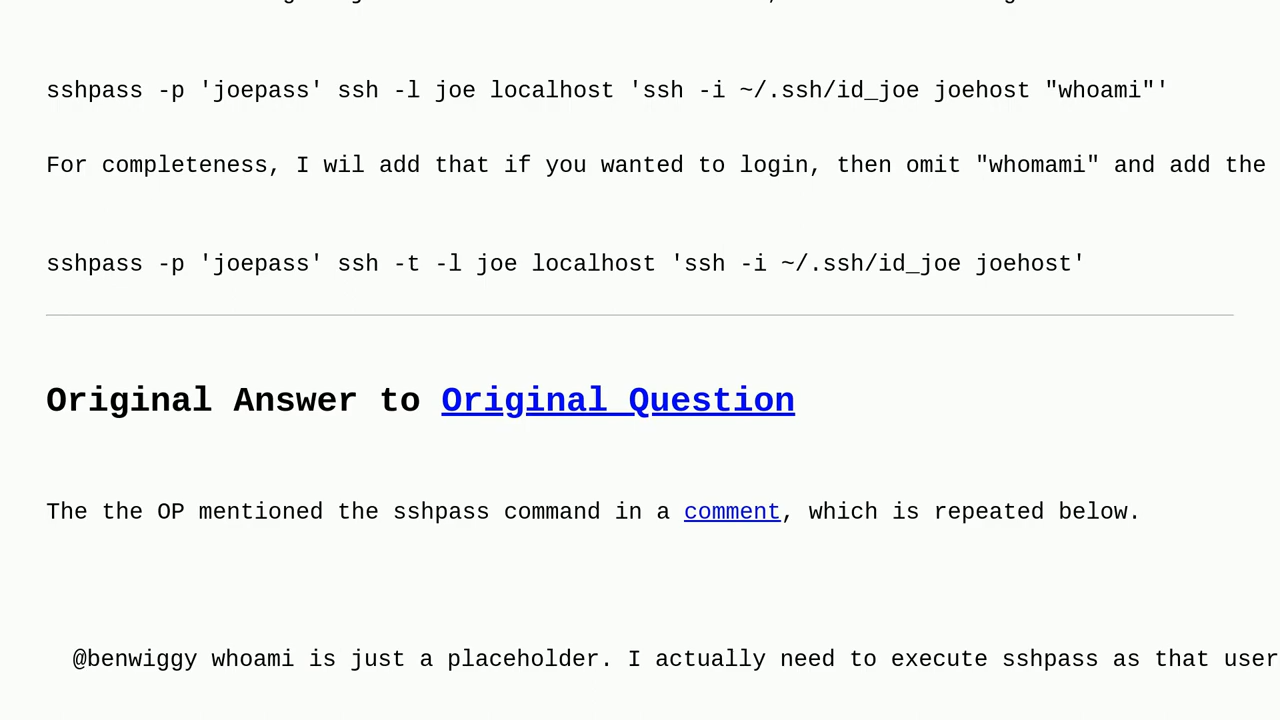 sshpass -p 'joepass' ssh -l joe localhost 'ssh -i ~/.ssh/id_joe joehost "whoami"'
For completeness, I wil add that if you wanted to login, then omit "whomami" and add the
sshpass -p 'joepass' ssh -t -l joe localhost 'ssh -i ~/.ssh/id_joe joehost'
Original Answer to Original Question
The the OP mentioned the sshpass command in a comment, which is repeated below.
@benwiggy whoami is just a placeholder. I actually need to execute sshpass as that user